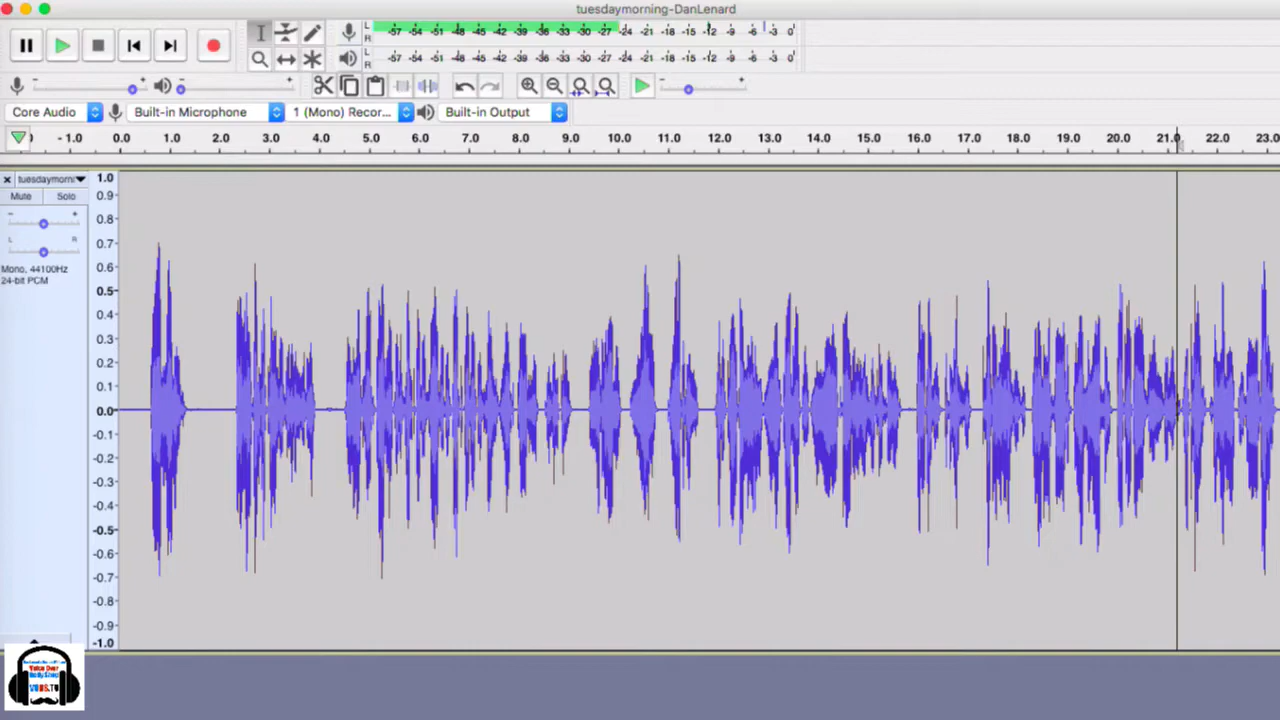 tuesdaymorning-DanLenard
L
R
-57 -54 -51 -48 -45 -42 -39 -36 -33 -30 -27 -24 -21 -18 -15 -12 -9 -6 -3 0
L
R
-57 -54 -51 -48 -45 -42 -39 -36 -33 -30 -27 -24 -21 -18 -15 -12 -9 -6 -3 0
Core Audio
Built-in Microphone
1 (Mono) Recor...
Built-in Output
-1.0 0.0 1.0 2.0 3.0 4.0 5.0 6.0 7.0 8.0 9.0 10.0 11.0 12.0 13.0 14.0 15.0 16.0 17.0 18.0 19.0 20.0 21.0 22.0 23.0
tuesdaymorni
Mute Solo
- +
L R
Mono, 44100Hz
24-bit PCM
1.0
0.9
0.8
0.7
0.6
0.5
0.4
0.3
0.2
0.1
0.0
-0.1
-0.2
-0.3
-0.4
-0.5
-0.6
-0.7
-0.8
-0.9
-1.0
Voice Over
Body Shop
VOBS.TV